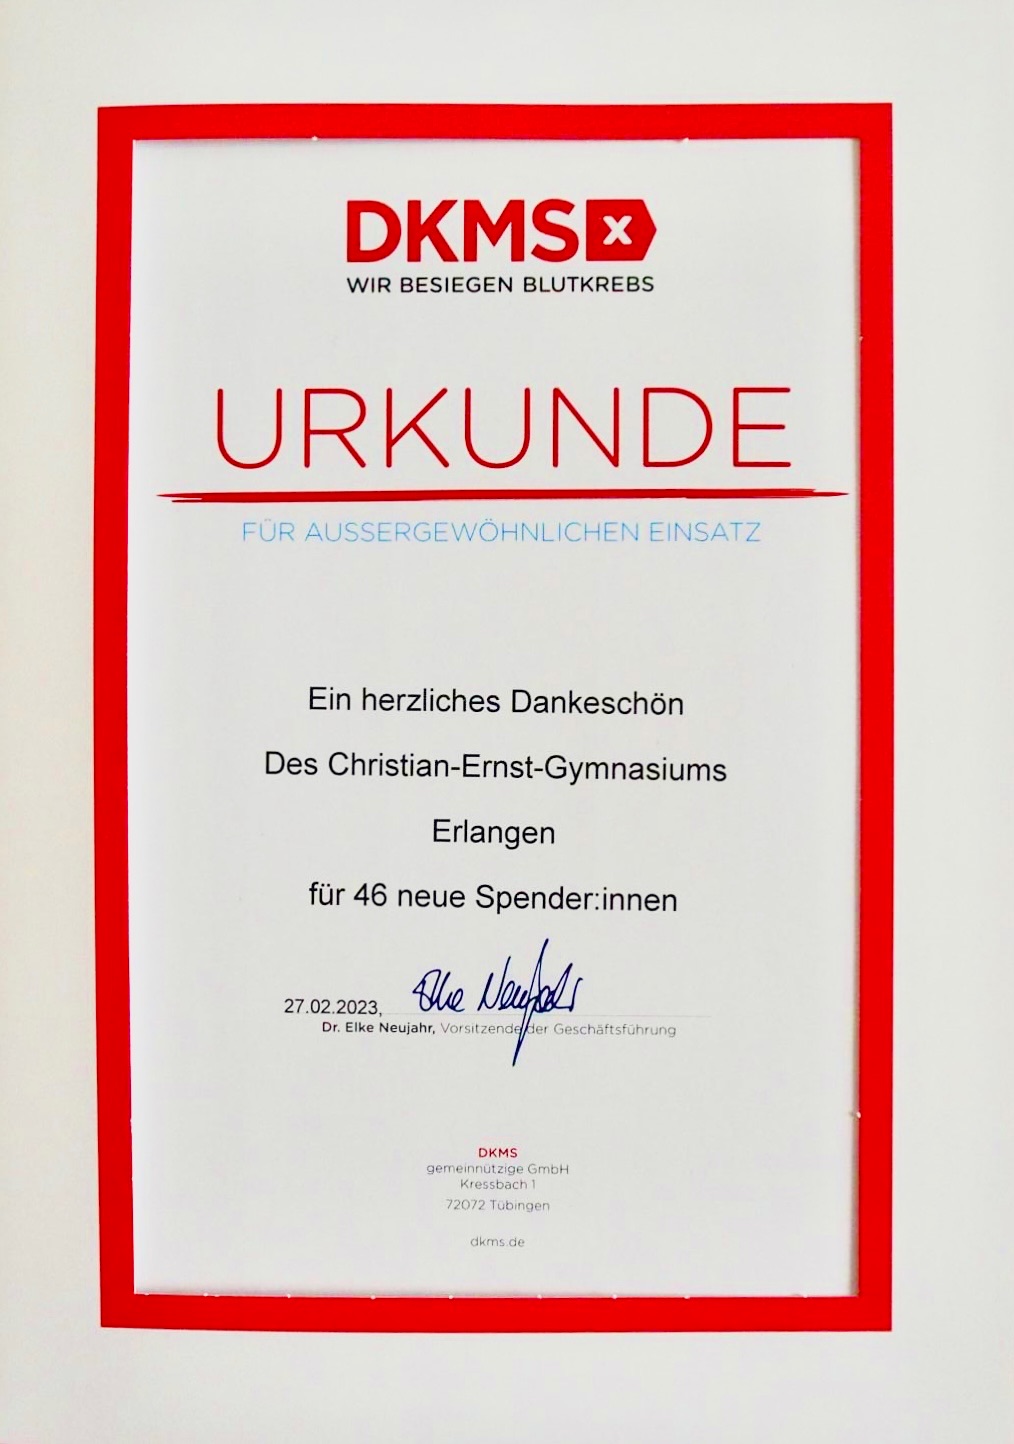 DKMS x
WIR BESIEGEN BLUTKREBS
URKUNDE
FÜR AUSSERGEWÖHNLICHEN EINSATZ
Ein herzliches Dankeschön
Des Christian-Ernst-Gymnasiums
Erlangen
für 46 neue Spender:innen
Elke Neujahr
27.02.2023,
Dr. Elke Neujahr, Vorsitzende der Geschäftsführung
DKMS
gemeinnützige GmbH
Kressbach 1
72072 Tübingen
dkms.de